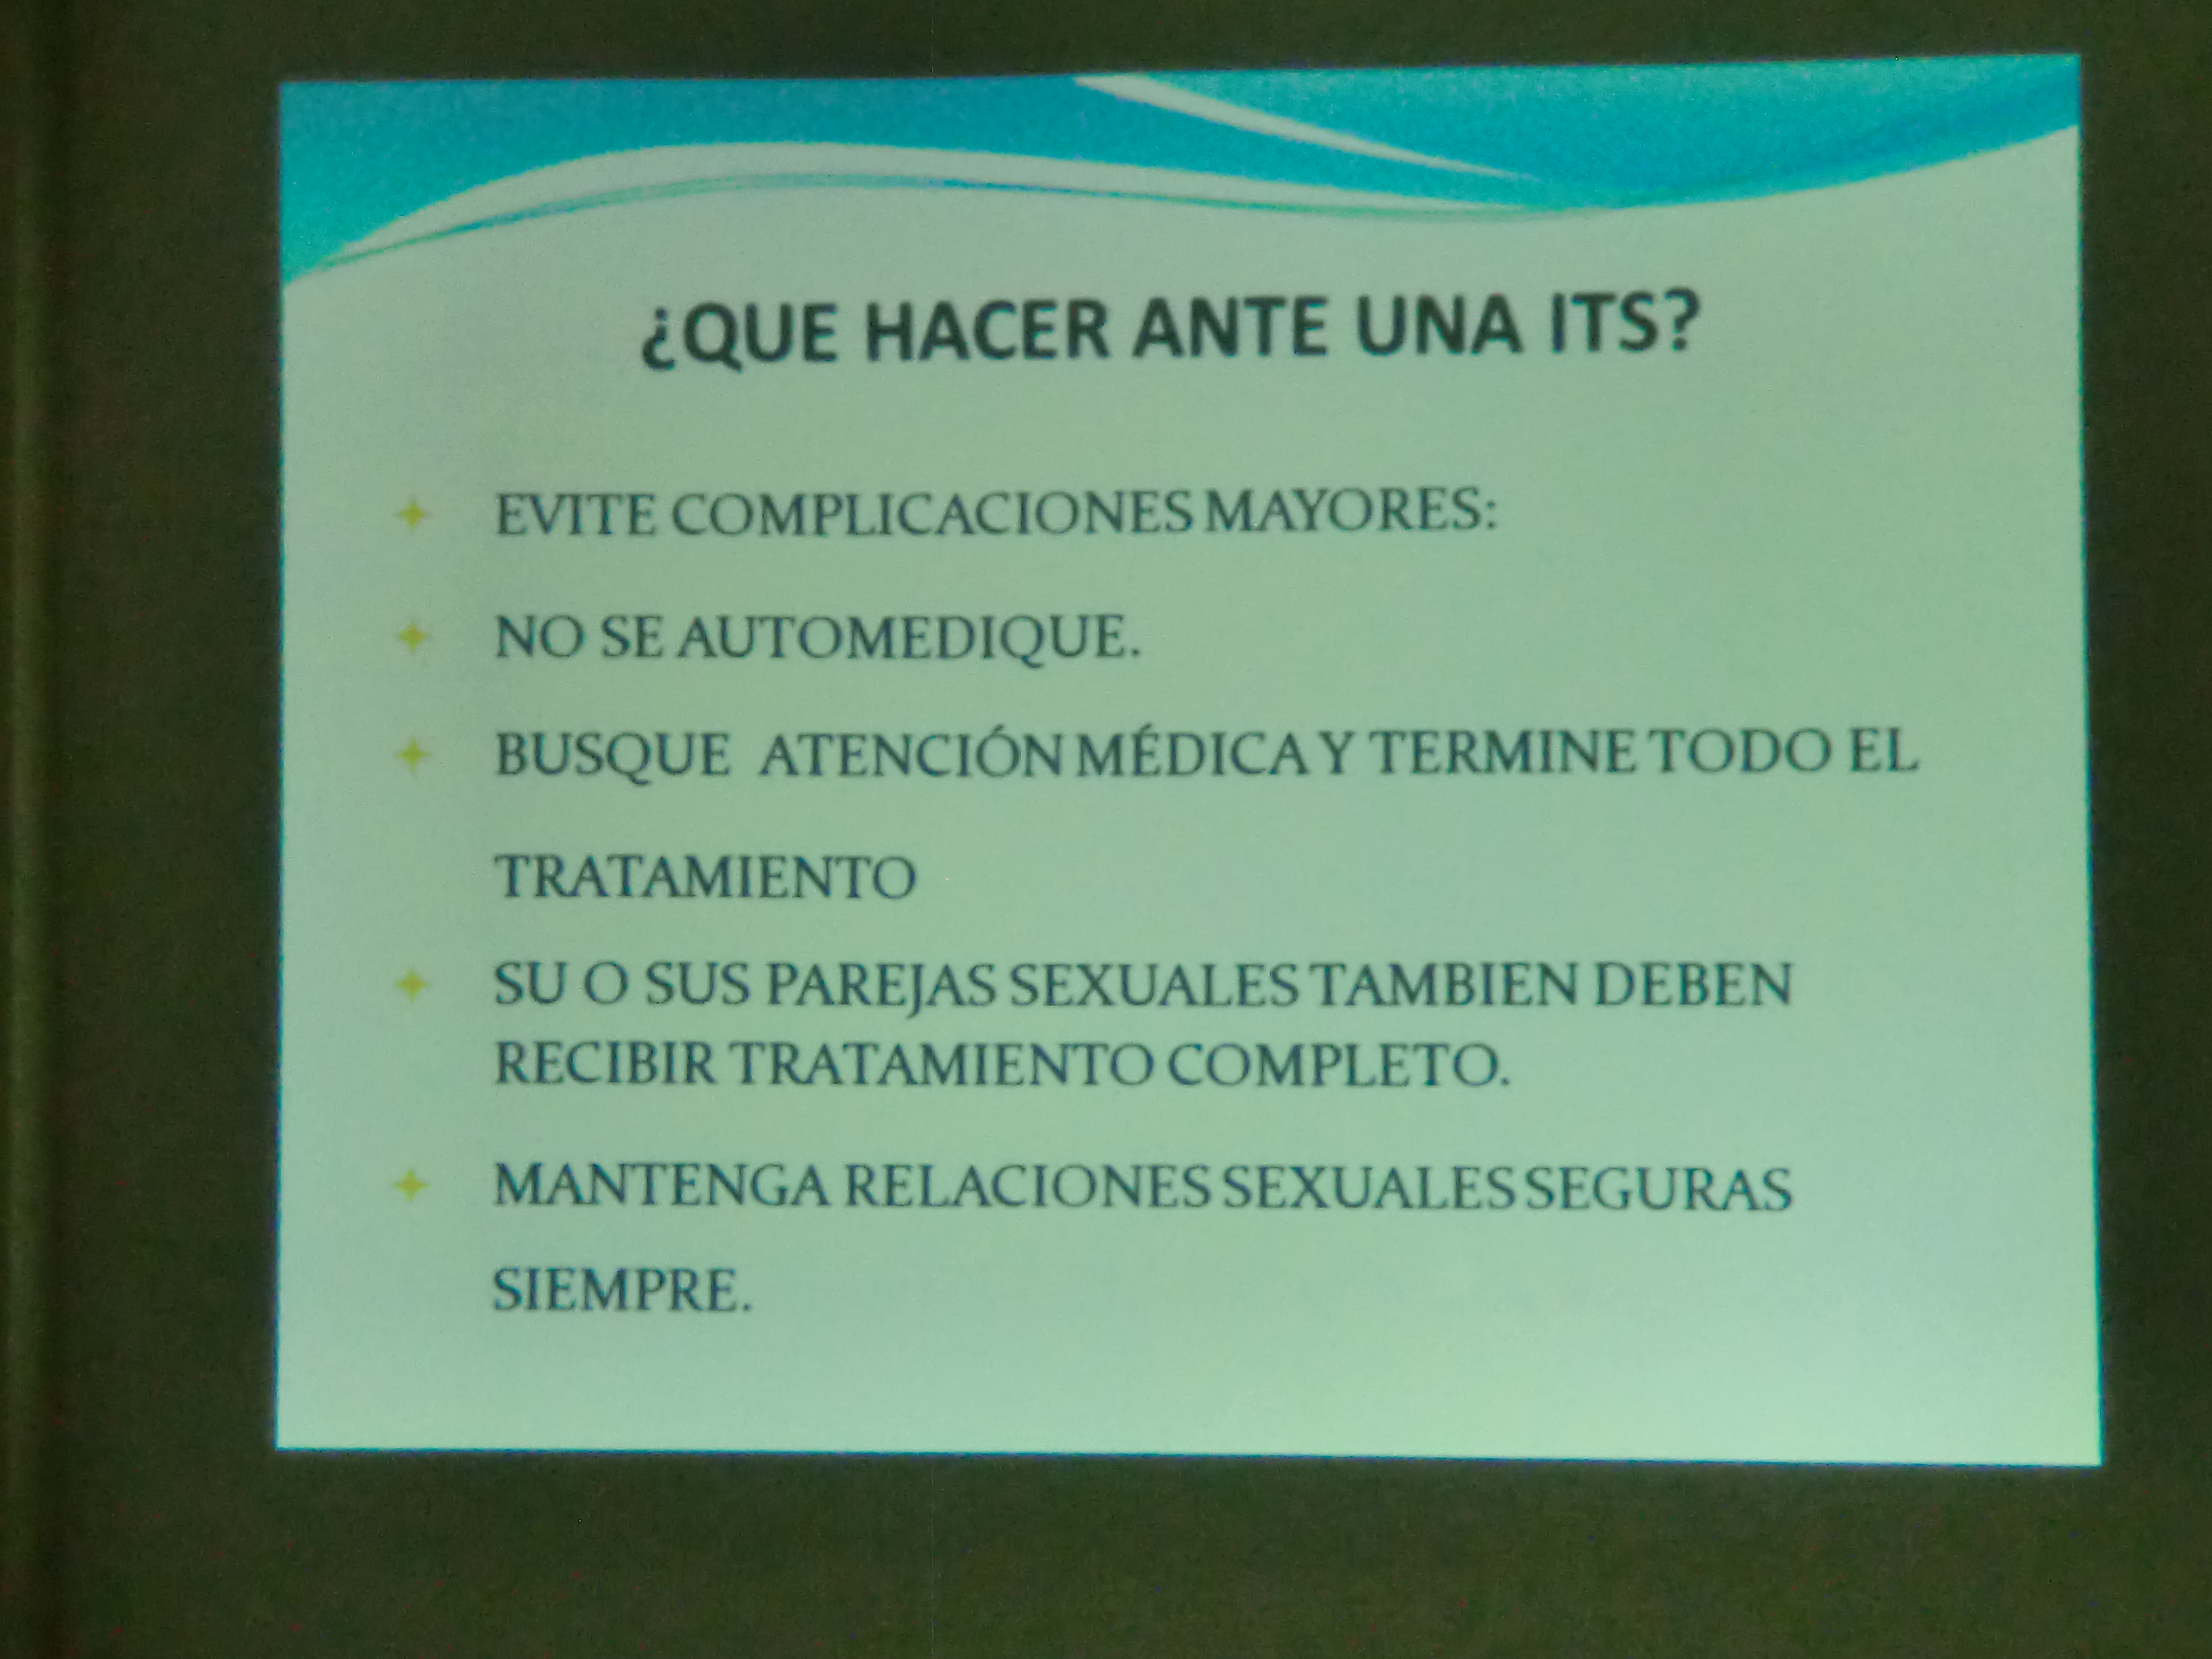 ¿QUE HACER ANTE UNA ITS?
EVITE COMPLICACIONES MAYORES:
NO SE AUTOMEDIQUE.
BUSQUE ATENCIÓN MÉDICA Y TERMINE TODO EL
TRATAMIENTO
SU O SUS PAREJAS SEXUALES TAMBIEN DEBEN
RECIBIR TRATAMIENTO COMPLETO.
MANTENGA RELACIONES SEXUALES SEGURAS
SIEMPRE.